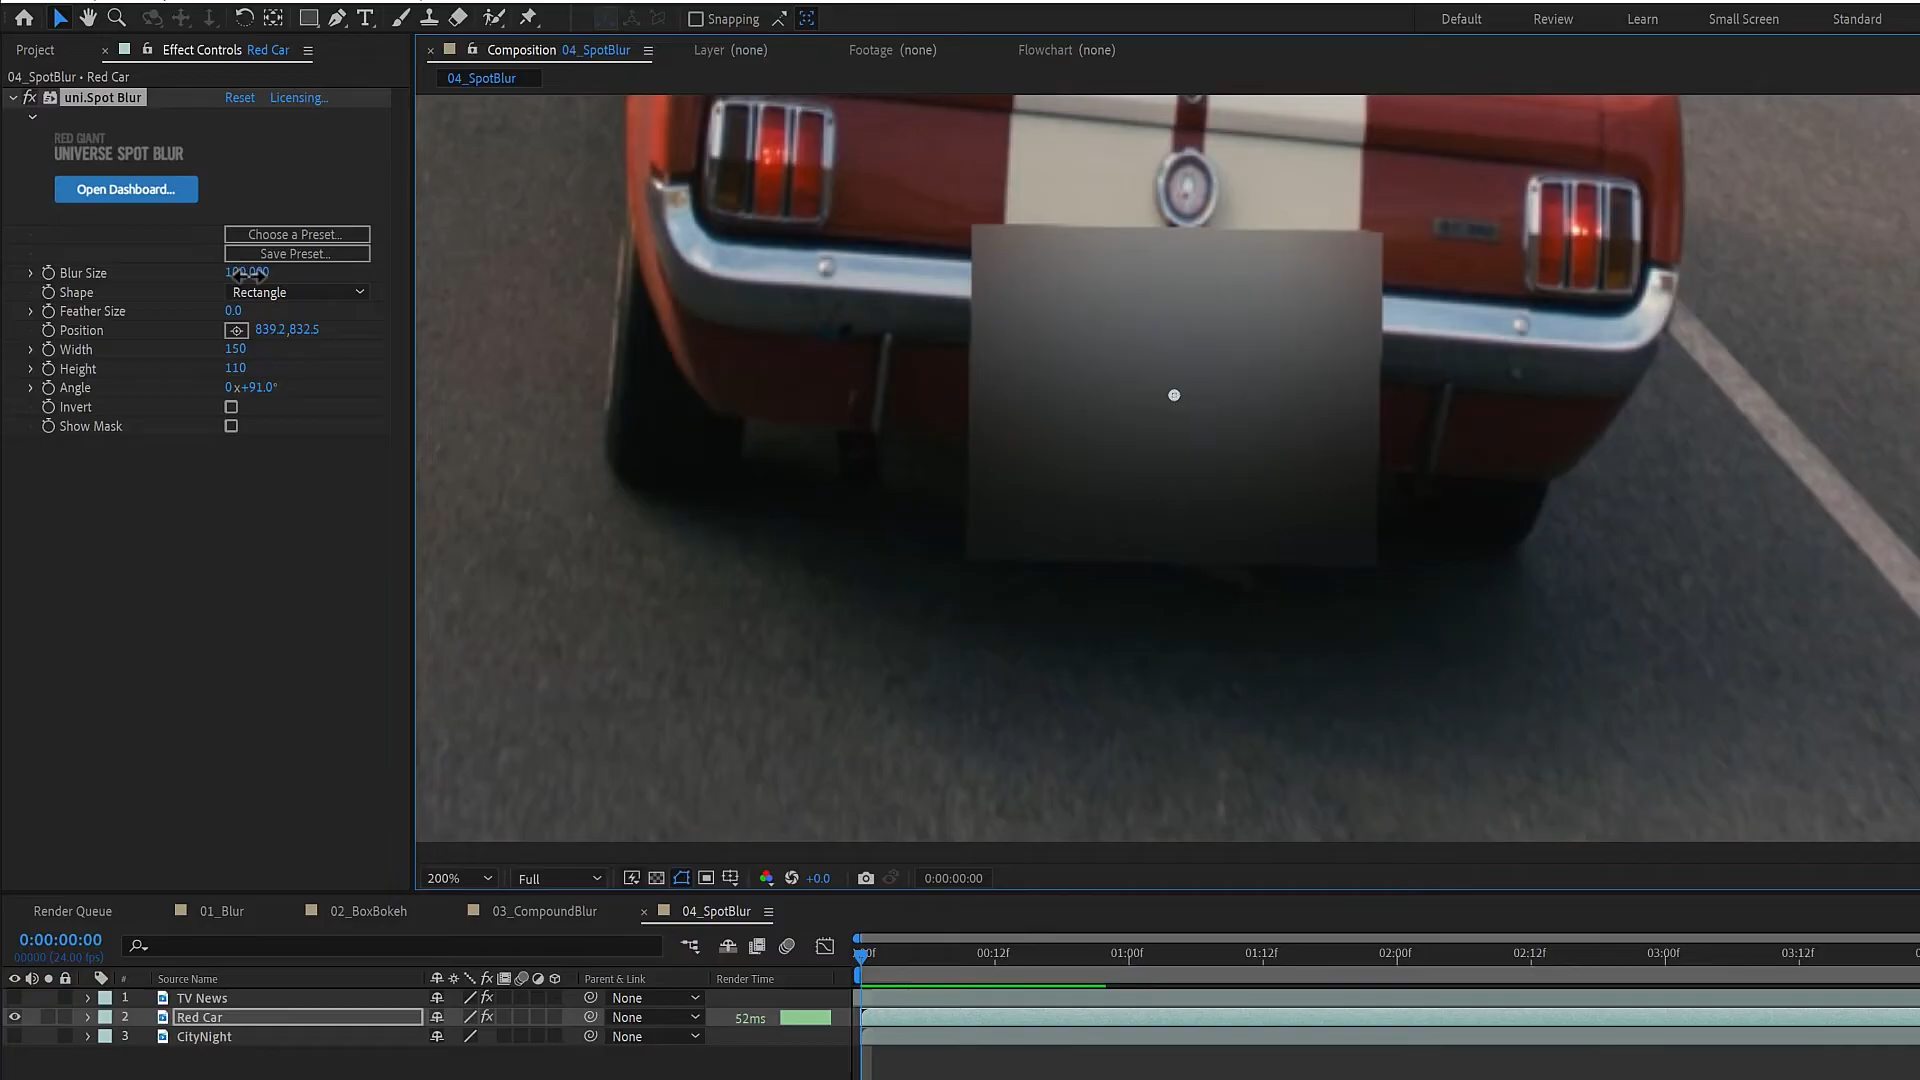 Snapping
Default
Review
Learn
Small Screen
Standard
Project
Effect Controls Red Car
Composition 04_SpotBlur
Layer (none)
Footage (none)
Flowchart (none)
04_SpotBlur • Red Car
04_SpotBlur
fx uni.Spot Blur
Reset
Licensing...
RED GIANT
UNIVERSE SPOT BLUR
Open Dashboard...
Choose a Preset...
Save Preset...
Blur Size
Shape
Rectangle
Feather Size
0.0
Position
839.2,832.5
Width
150
Height
110
Angle
0x+91.0°
Invert
Show Mask
200%
Full
+0.0
0:00:00:00
Render Queue
01_Blur
02_BoxBokeh
03_CompoundBlur
04_SpotBlur
0:00:00:00
00000 (24.00 fps)
00:12f
01:00f
01:12f
02:00f
02:12f
03:00f
03:12f
#
Source Name
fx
Parent & Link
Render Time
1
TV News
fx
None
2
Red Car
fx
None
52ms
3
CityNight
None